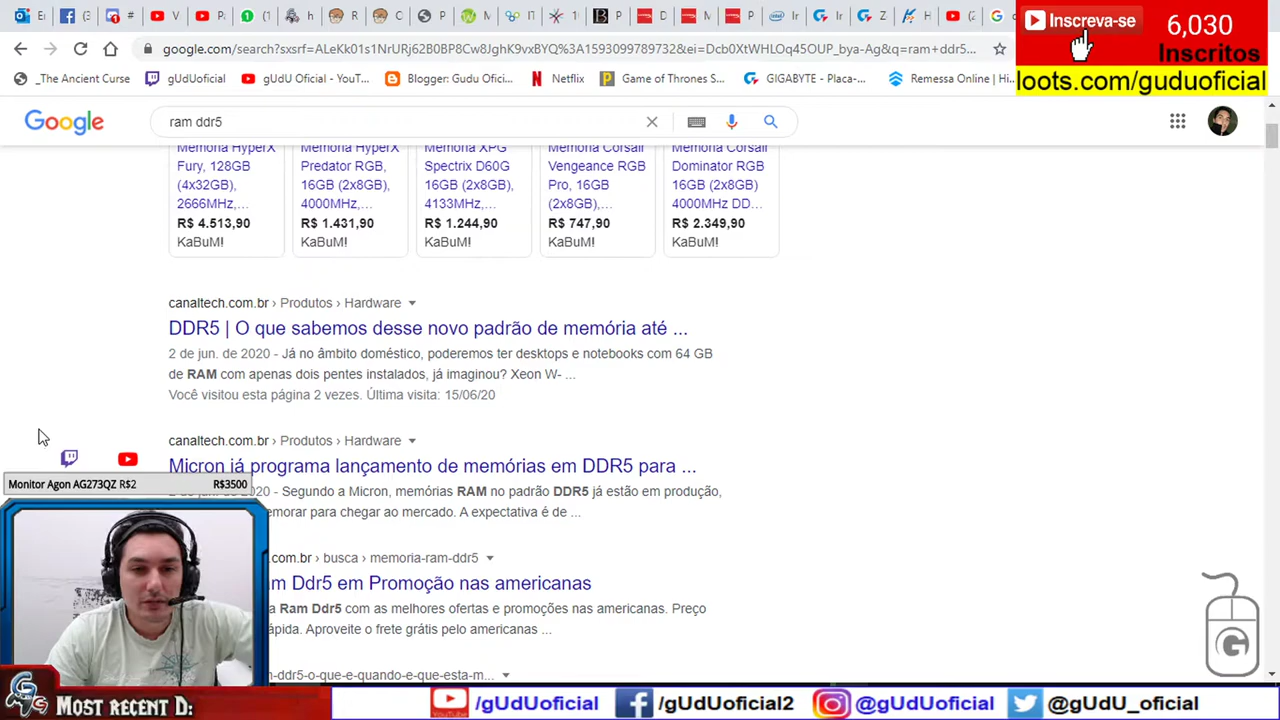 google.com/search?sxsrf=ALeKk01s1NrURj62B0BP8Cw8JghK9vxBYQ%3A1593099789732&ei=Dcb0XtWHLOq45OUP_bya-Ag&q=ram+ddr5...
_The Ancient Curse
gUdUoficial
gUdU Oficial - YouT...
Blogger: Gudu Ofici...
Netflix
Game of Thrones S...
GIGABYTE - Placa-...
Remessa Online | Hi...
Inscreva-se
6,030
Inscritos
loots.com/guduoficial
Google
ram ddr5
Memória HyperX
Fury, 128GB
(4x32GB),
2666MHz,...
R$ 4.513,90
KaBuM!
Memória HyperX
Predator RGB,
16GB (2x8GB),
4000MHz,...
R$ 1.431,90
KaBuM!
Memória XPG
Spectrix D60G
16GB (2x8GB),
4133MHz,...
R$ 1.244,90
KaBuM!
Memória Corsair
Vengeance RGB
Pro, 16GB
(2x8GB),...
R$ 747,90
KaBuM!
Memória Corsair
Dominator RGB
16GB (2x8GB)
4000MHz DD...
R$ 2.349,90
KaBuM!
canaltech.com.br › Produtos › Hardware
DDR5 | O que sabemos desse novo padrão de memória até ...
2 de jun. de 2020 - Já no âmbito doméstico, poderemos ter desktops e notebooks com 64 GB
de RAM com apenas dois pentes instalados, já imaginou? Xeon W- ...
Você visitou esta página 2 vezes. Última visita: 15/06/20
canaltech.com.br › Produtos › Hardware
Micron já programa lançamento de memórias em DDR5 para ...
2020 - Segundo a Micron, memórias RAM no padrão DDR5 já estão em produção,
emorar para chegar ao mercado. A expectativa é de ...
Monitor Agon AG273QZ R$2
R$3500
.com.br › busca › memoria-ram-ddr5
am Ddr5 em Promoção nas americanas
a Ram Ddr5 com as melhores ofertas e promoções nas americanas. Preço
ápida. Aproveite o frete grátis pelo americanas ...
-ddr5-o-que-e-quando-e-que-esta-m...
MOST RECENT D:
YouTube
/gUdUoficial
/gUdUoficial2
@gUdUoficial
@gUdU_oficial